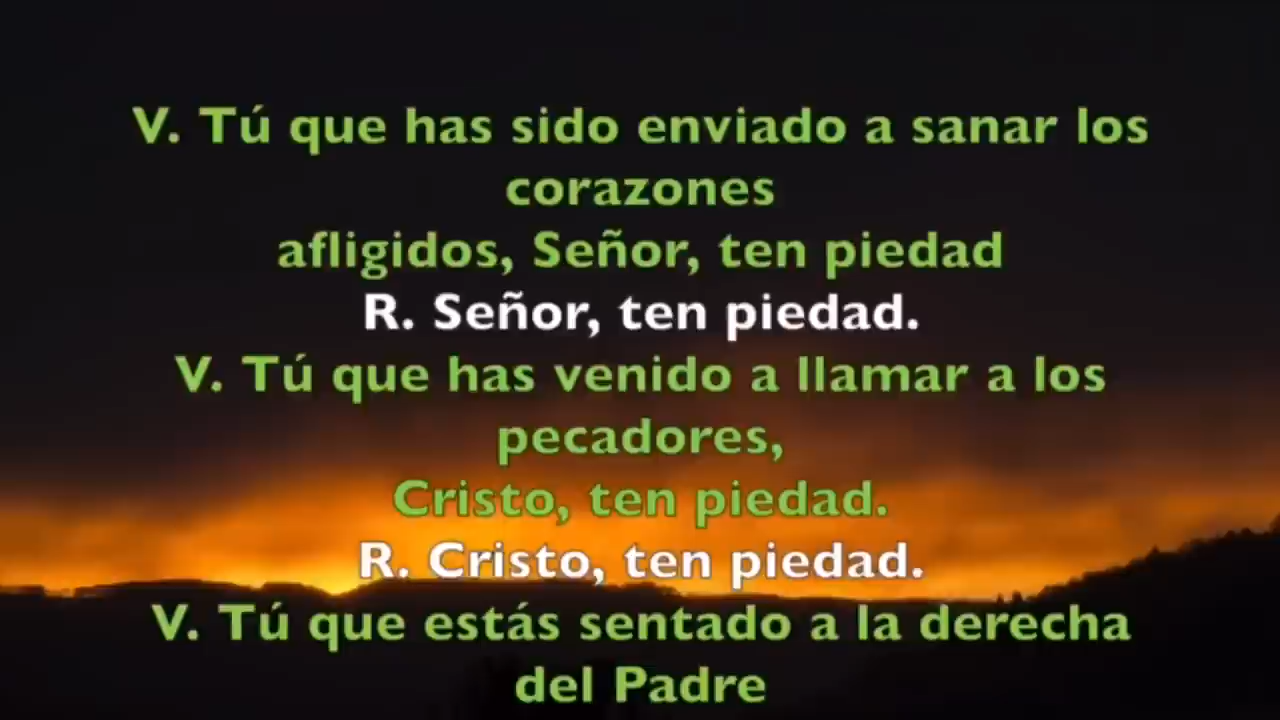 V. Tú que has sido enviado a sanar los
corazones
afligidos, Señor, ten piedad
R. Señor, ten piedad.
V. Tú que has venido a llamar a los
pecadores,
Cristo, ten piedad.
R. Cristo, ten piedad.
V. Tú que estás sentado a la derecha
del Padre